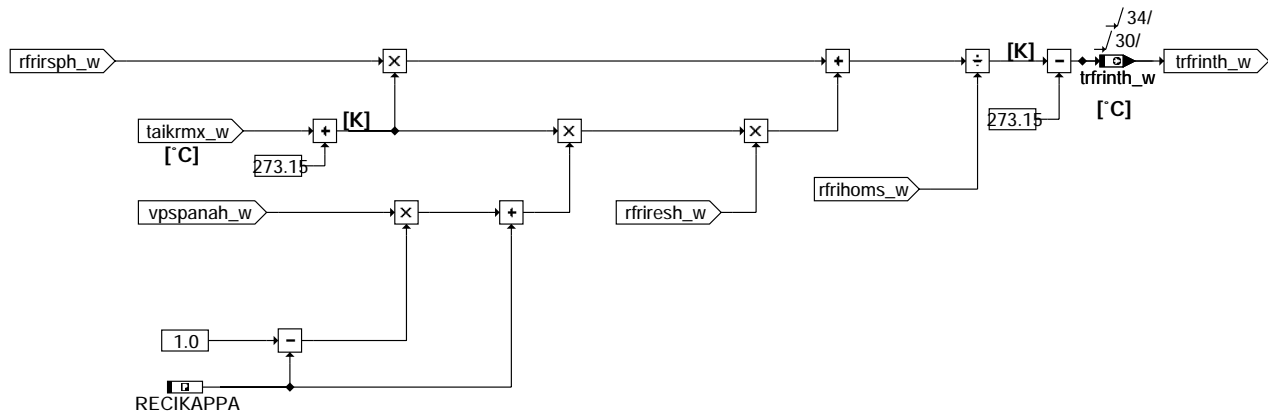 34/
30/
rfrirsph_w
[K]
trfrinth_w
trfrinth_w
[°C]
273.15
taikrmx_w
[K]
[°C]
273.15
rfrihoms_w
vpspanah_w
rfriresh_w
1.0
RECIKAPPA